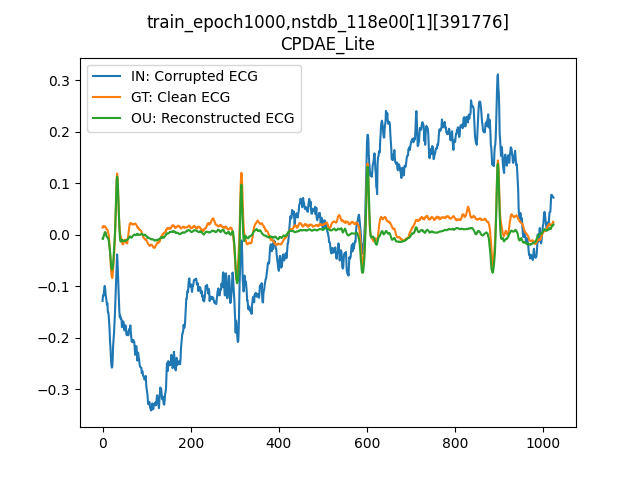 train_epoch1000,nstdb_118e00[1][391776]
CPDAE_Lite
IN: Corrupted ECG
GT: Clean ECG
OU: Reconstructed ECG
0.3
0.2
0.1
0.0
−0.1
−0.2
−0.3
0 200 400 600 800 1000